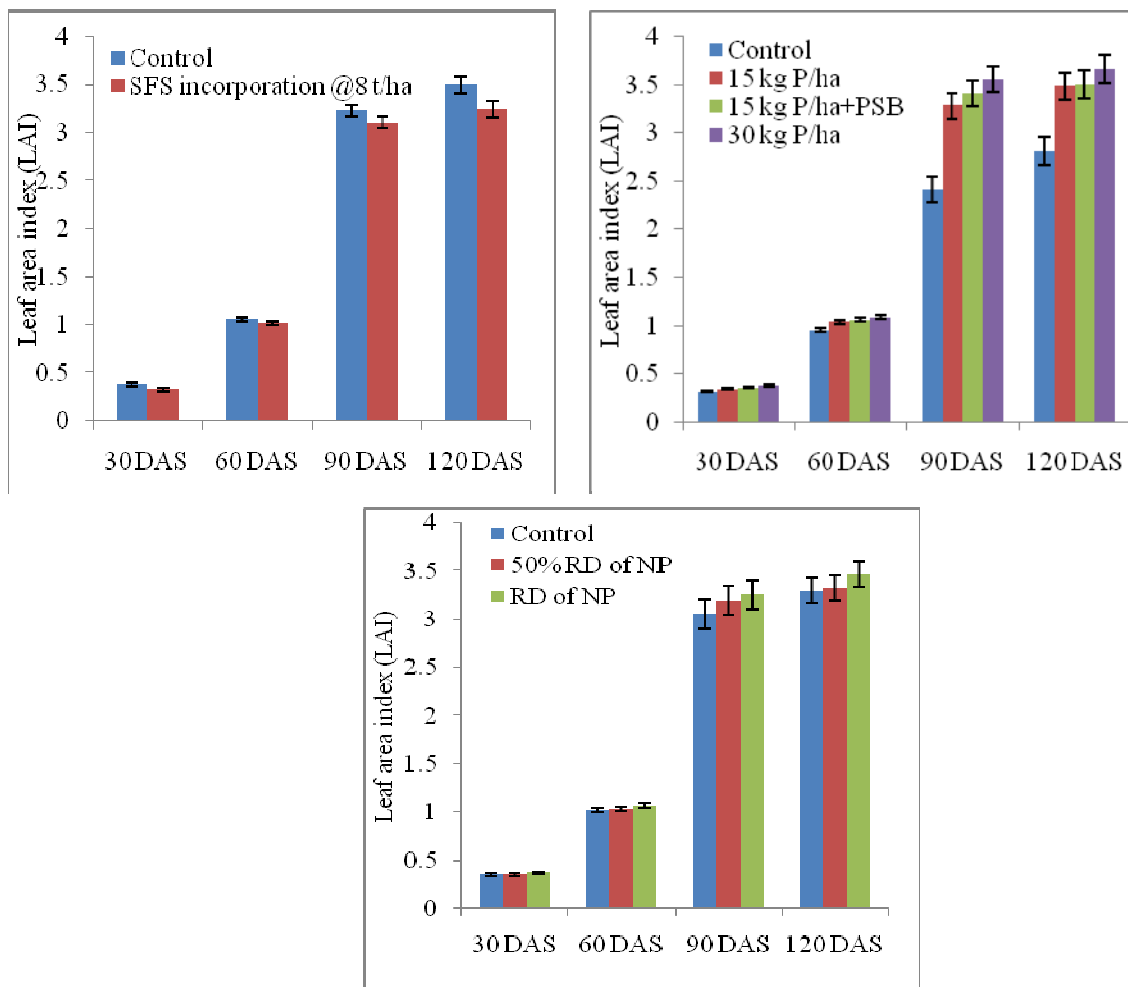 4
3.5
3
2.5
2
1.5
1
0.5
0
Leaf area index (LAI)
Control
SFS incorporation @8 t/ha
30 DAS 60 DAS 90 DAS 120 DAS
4
3.5
3
2.5
2
1.5
1
0.5
0
Leaf area index (LAI)
Control
15 kg P/ha
15 kg P/ha+PSB
30 kg P/ha
30 DAS 60 DAS 90 DAS 120 DAS
4
3.5
3
2.5
2
1.5
1
0.5
0
Leaf area index (LAI)
Control
50% RD of NP
RD of NP
30 DAS 60 DAS 90 DAS 120 DAS